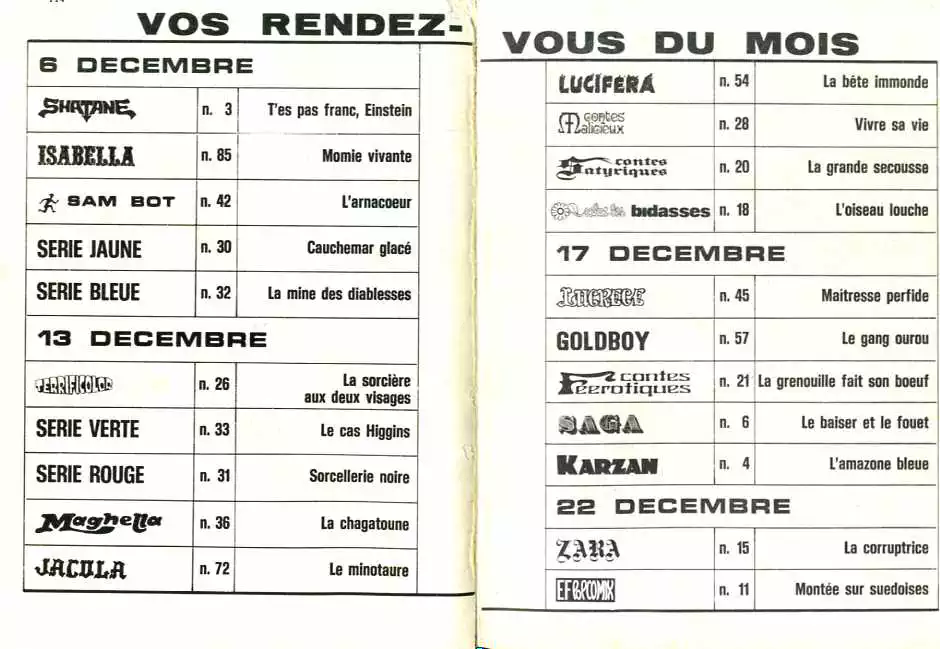 VOS RENDEZ-
6 DECEMBRE
SHATANE n. 3 T'es pas franc, Einstein
ISABELLA n. 85 Momie vivante
SAM BOT n. 42 L'arnacoeur
SERIE JAUNE n. 30 Cauchemar glacé
SERIE BLEUE n. 32 La mine des diablesses
13 DECEMBRE
TERRIFICOLOR n. 26 La sorcière
aux deux visages
SERIE VERTE n. 33 Le cas Higgins
SERIE ROUGE n. 31 Sorcellerie noire
Maghella n. 36 La chagatoune
JACULA n. 72 Le minotaure
VOUS DU MOIS
LUCIFERA n. 54 La bête immonde
contes
Malicieux n. 28 Vivre sa vie
contes
Satyriques n. 20 La grande secousse
bidasses n. 18 L'oiseau louche
17 DECEMBRE
LUCRECE n. 45 Maitresse perfide
GOLDBOY n. 57 Le gang ourou
contes
Feerotiques n. 21 La grenouille fait son boeuf
SAGA n. 6 Le baiser et le fouet
KARZAN n. 4 L'amazone bleue
22 DECEMBRE
ZARA n. 15 La corruptrice
EF POPCOMIX n. 11 Montée sur suedoises